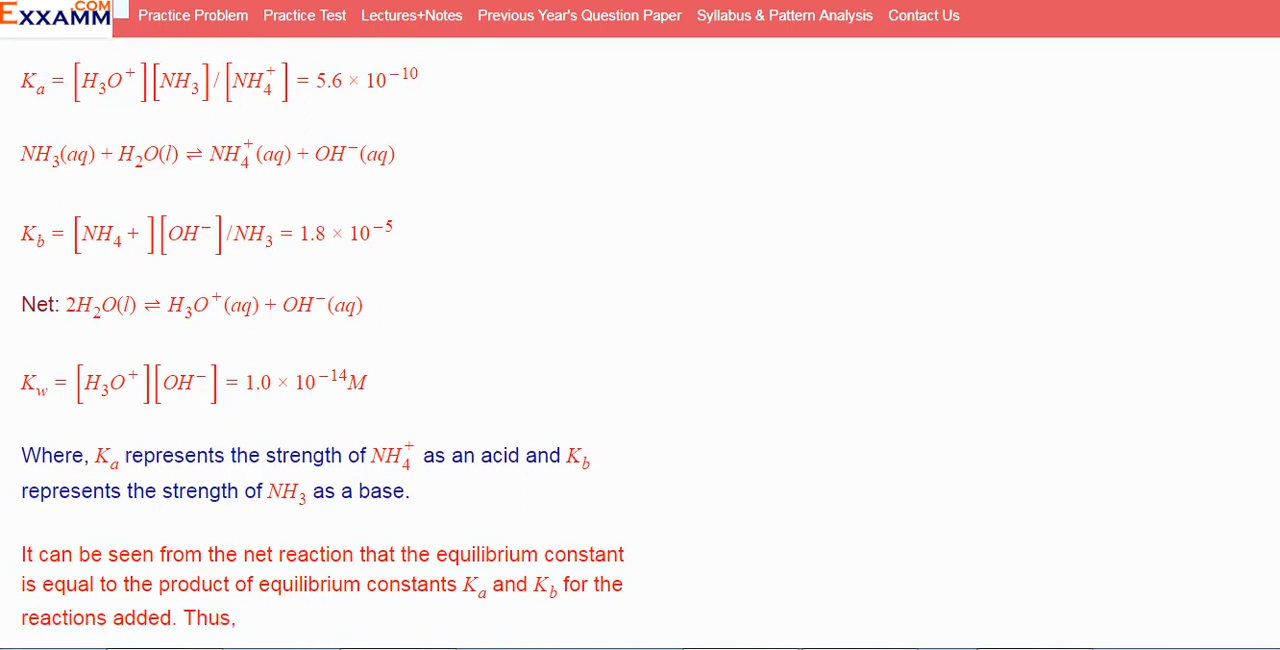 EXXAMM.COM Practice Problem Practice Test Lectures+Notes Previous Year's Question Paper Syllabus & Pattern Analysis Contact Us
Kₐ = [H₃O⁺][NH₃]/[NH₄⁺] = 5.6 × 10⁻¹⁰
NH₃(aq) + H₂O(l) ⇌ NH₄⁺(aq) + OH⁻(aq)
K_b = [NH₄ + ][OH⁻]/NH₃ = 1.8 × 10⁻⁵
Net: 2H₂O(l) ⇌ H₃O⁺(aq) + OH⁻(aq)
K_w = [H₃O⁺][OH⁻] = 1.0 × 10⁻¹⁴M
Where, Kₐ represents the strength of NH₄⁺ as an acid and K_b
represents the strength of NH₃ as a base.
It can be seen from the net reaction that the equilibrium constant
is equal to the product of equilibrium constants Kₐ and K_b for the
reactions added. Thus,